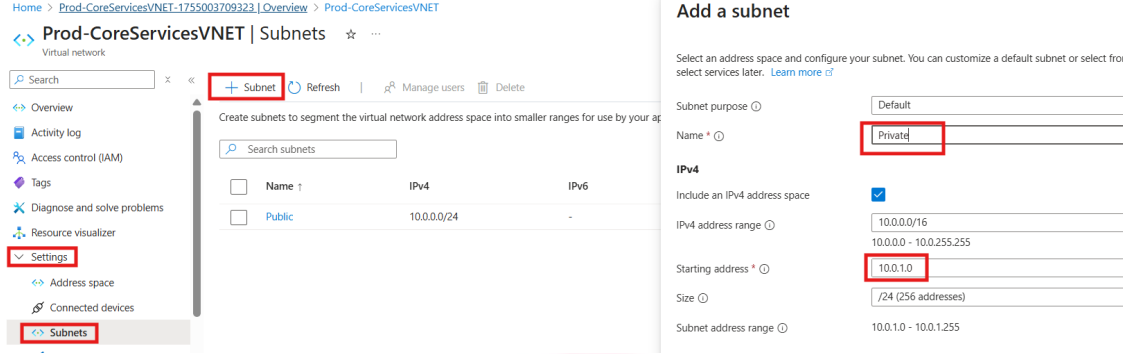 Home > Prod-CoreServicesVNET-1755003709323 | Overview > Prod-CoreServicesVNET
Prod-CoreServicesVNET | Subnets
Virtual network
Search
Overview
Activity log
Access control (IAM)
Tags
Diagnose and solve problems
Resource visualizer
Settings
Address space
Connected devices
Subnets
+ Subnet
Refresh
Manage users
Delete
Create subnets to segment the virtual network address space into smaller ranges for use by your
Search subnets
Name ↑ IPv4 IPv6
Public 10.0.0.0/24 -
Add a subnet
Select an address space and configure your subnet. You can customize a default subnet or select
select services later. Learn more
Subnet purpose Default
Name * Private
IPv4
Include an IPv4 address space
IPv4 address range 10.0.0.0/16
10.0.0.0 - 10.0.255.255
Starting address * 10.0.1.0
Size /24 (256 addresses)
Subnet address range 10.0.1.0 - 10.0.1.255